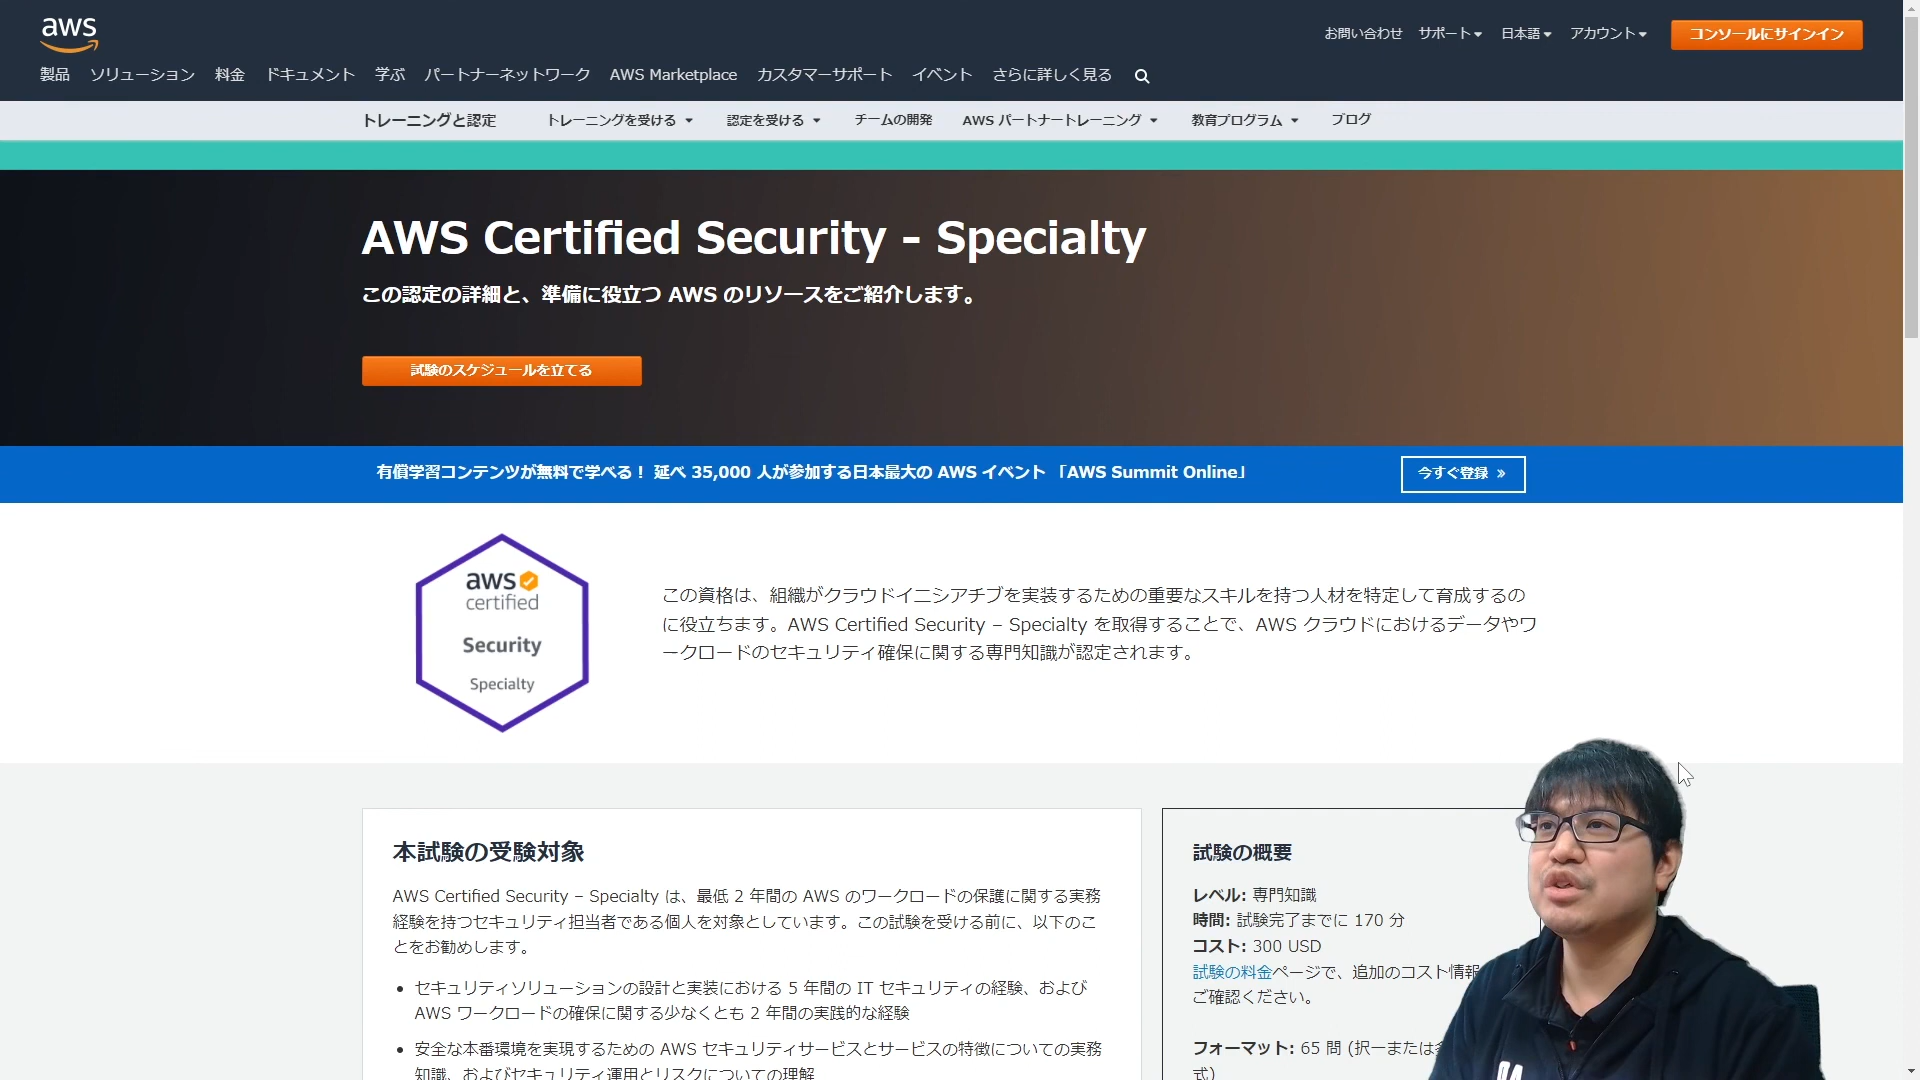 aws
お問い合わせ サポート 日本語 アカウント コンソールにサインイン
製品 ソリューション 料金 ドキュメント 学ぶ パートナーネットワーク AWS Marketplace カスタマーサポート イベント さらに詳しく見る
トレーニングと認定 トレーニングを受ける 認定を受ける チームの開発 AWS パートナートレーニング 教育プログラム ブログ
AWS Certified Security - Specialty
この認定の詳細と、準備に役立つ AWS のリソースをご紹介します。
試験のスケジュールを立てる
有償学習コンテンツが無料で学べる！ 延べ 35,000 人が参加する日本最大の AWS イベント 「AWS Summit Online」
今すぐ登録 »
aws
certified
Security
Specialty
この資格は、組織がクラウドイニシアチブを実装するための重要なスキルを持つ人材を特定して育成するの
に役立ちます。AWS Certified Security – Specialty を取得することで、AWS クラウドにおけるデータやワ
ークロードのセキュリティ確保に関する専門知識が認定されます。
本試験の受験対象
AWS Certified Security – Specialty は、最低 2 年間の AWS のワークロードの保護に関する実務
経験を持つセキュリティ担当者である個人を対象としています。この試験を受ける前に、以下のこ
とをお勧めします。
• セキュリティソリューションの設計と実装における 5 年間の IT セキュリティの経験、および
AWS ワークロードの確保に関する少なくとも 2 年間の実践的な経験
• 安全な本番環境を実現するための AWS セキュリティサービスとサービスの特徴についての実務
知識、およびセキュリティ運用とリスクについての理解
試験の概要
レベル: 専門知識
時間: 試験完了までに 170 分
コスト: 300 USD
試験の料金ページで、追加のコスト情報
ご確認ください。
フォーマット: 65 問 (択一または
式)